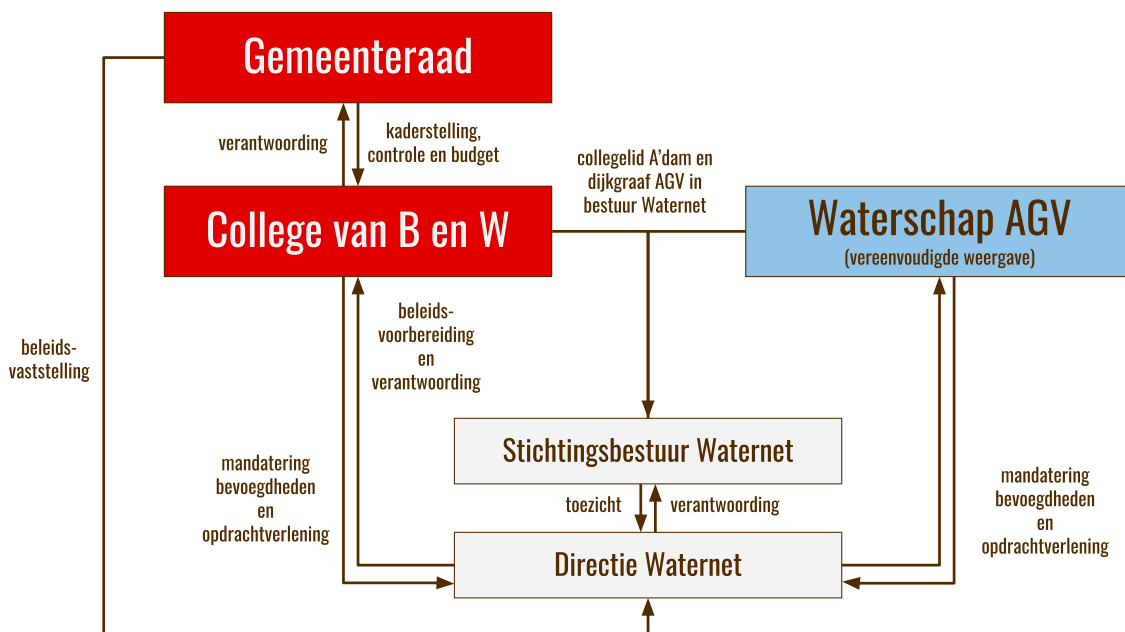 Gemeenteraad
verantwoording
kaderstelling,
controle en budget
collegelid A'dam en
dijkgraaf AGV in
bestuur Waternet
College van B en W
Waterschap AGV
(vereenvoudigde weergave)
beleids-
vaststelling
beleids-
voorbereiding
en
verantwoording
Stichtingsbestuur Waternet
mandatering
bevoegdheden
en
opdrachtverlening
toezicht
verantwoording
mandatering
bevoegdheden
en
opdrachtverlening
Directie Waternet